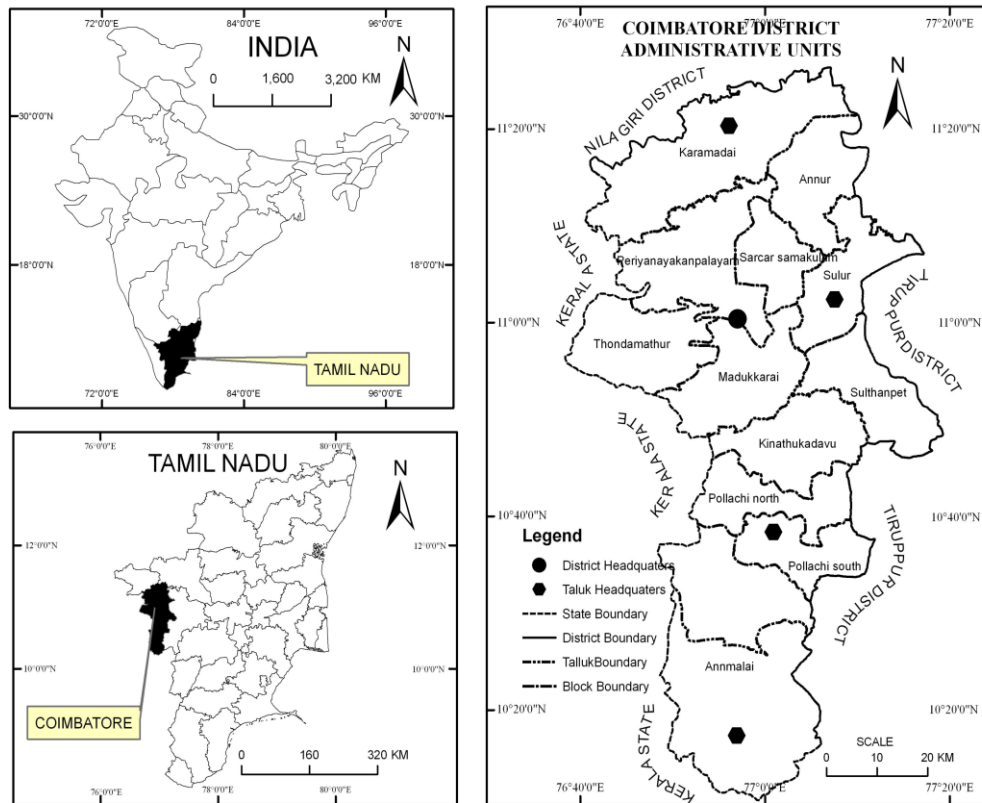 72°0'0"E 84°0'0"E 96°0'0"E
INDIA
N
0 1,600 3,200 KM
30°0'0"N
30°0'0"N
18°0'0"N
18°0'0"N
TAMIL NADU
72°0'0"E 84°0'0"E 96°0'0"E
76°0'0"E 78°0'0"E 80°0'0"E
TAMIL NADU
N
12°0'0"N
12°0'0"N
10°0'0"N
10°0'0"N
COIMBATORE
0 160 320 KM
76°0'0"E 78°0'0"E 80°0'0"E
76°40'0"E 77°0'0"E 77°20'0"E
COIMBATORE DISTRICT
ADMINISTRATIVE UNITS
N
NILA GIRI DISTRICT
11°20'0"N
11°20'0"N
Karamadai
Annur
KERALA STATE
Periyanayakanpalayam
Sarcar samakulam
Sulur
TIRUPPUR DISTRICT
11°0'0"N
11°0'0"N
Thondamathur
Madukkarai
Sulthanpet
KERALA STATE
Kinathukadavu
Pollachi north
10°40'0"N
10°40'0"N
Pollachi south
TIRUPPUR DISTRICT
Legend
District Headquaters
Taluk Headquaters
State Boundary
District Boundary
TallukBoundary
Block Boundary
Annmalai
10°20'0"N
10°20'0"N
KERALA STATE
SCALE
0 10 20 KM
76°40'0"E 77°0'0"E 77°20'0"E